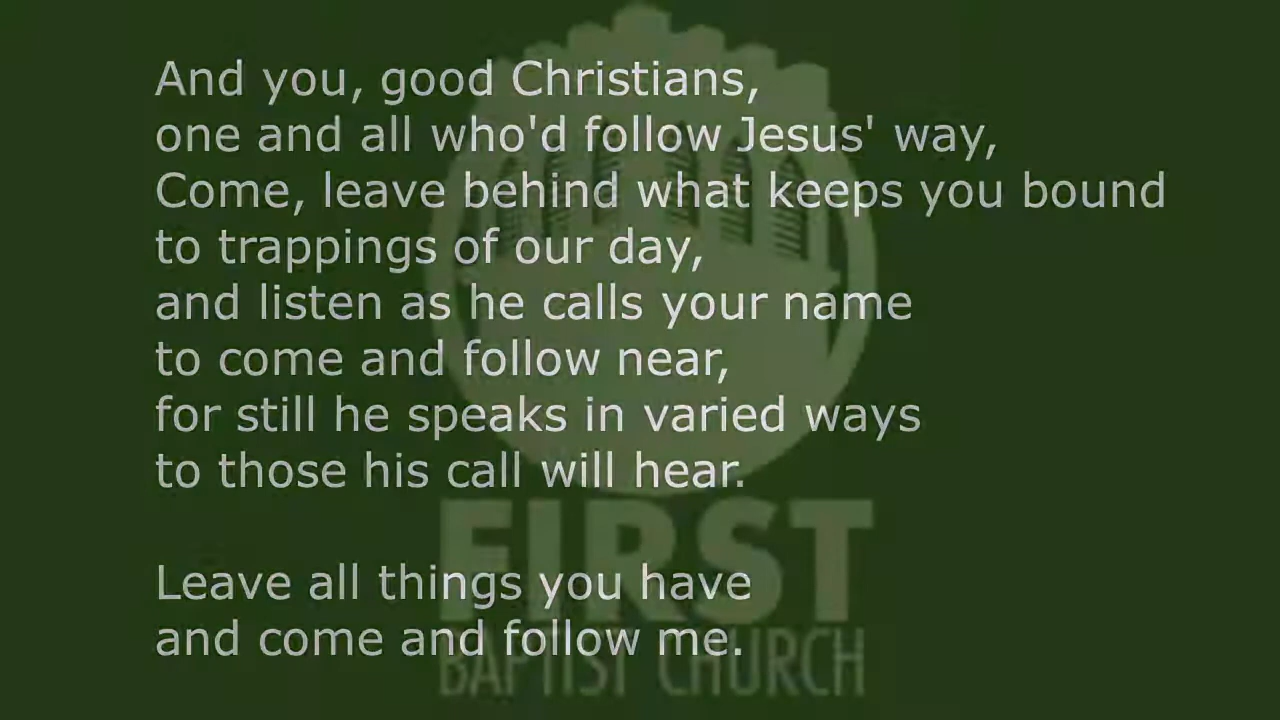 And you, good Christians,
one and all who'd follow Jesus' way,
Come, leave behind what keeps you bound
to trappings of our day,
and listen as he calls your name
to come and follow near,
for still he speaks in varied ways
to those his call will hear.
Leave all things you have
and come and follow me.
FIRST
BAPTIST CHURCH